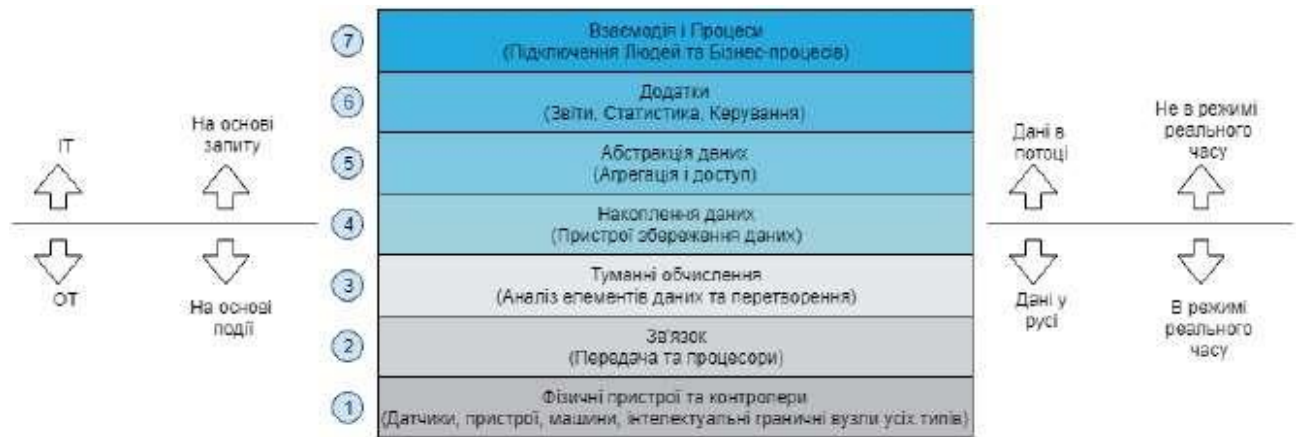 7
Взаємодія і Процеси
(Підключення Людей та Бізнес-процесів)
6
Додатки
(Звіти, Статистика, Керування)
5
Абстракція даних
(Агрегація і доступ)
4
Накоплення даних
(Пристрої збереження даних)
3
Туманні обчислення
(Аналіз елементів даних та перетворення)
2
Зв'язок
(Передача та процесори)
1
Фізичні пристрої та контролери
(Датчики, пристрої, машини, інтелектуальні граничні вузли усіх типів)
ІТ
На основі
запиту
ОТ
На основі
події
Дані в
потоці
Не в режимі
реального
часу
Дані у
русі
В режимі
реального
часу